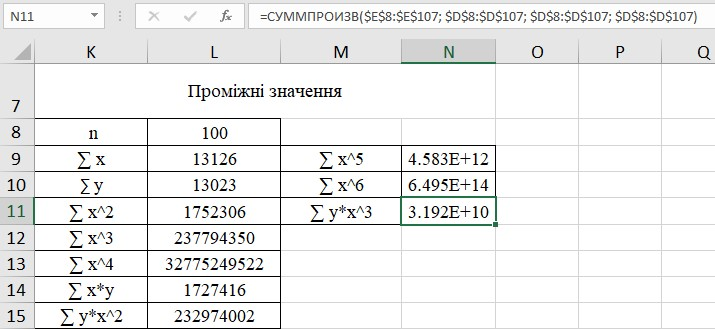 N11 fx =СУММПРОИЗВ($E$8:$E$107; $D$8:$D$107; $D$8:$D$107; $D$8:$D$107)
K L M N O P Q
7 Проміжні значення
8 n 100
9 ∑ x 13126 ∑ x^5 4.583E+12
10 ∑ y 13023 ∑ x^6 6.495E+14
11 ∑ x^2 1752306 ∑ y*x^3 3.192E+10
12 ∑ x^3 237794350
13 ∑ x^4 32775249522
14 ∑ x*y 1727416
15 ∑ y*x^2 232974002